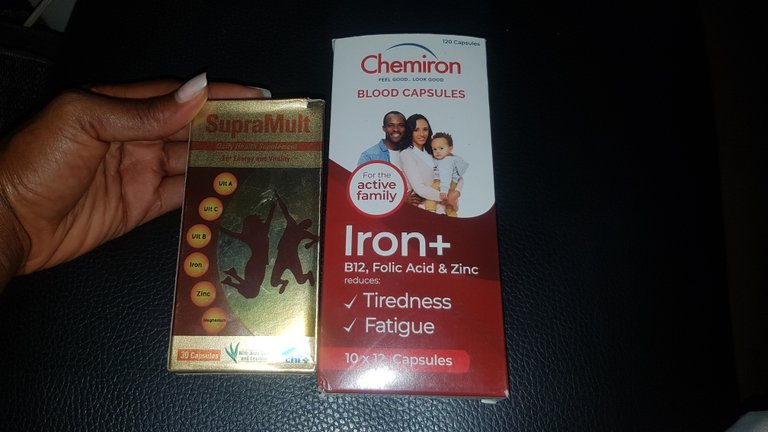 SupraMult
Daily Health Supplement
For Energy and Vitality
Vit A
Vit C
Vit B
Iron
Zinc
Magnesium
30 Capsules
120 Capsules
Chemiron
FEEL GOOD... LOOK GOOD
BLOOD CAPSULES
For the
active
family
Iron+
B12, Folic Acid & Zinc
reduces:
✓ Tiredness
✓ Fatigue
10 x 12 Capsules